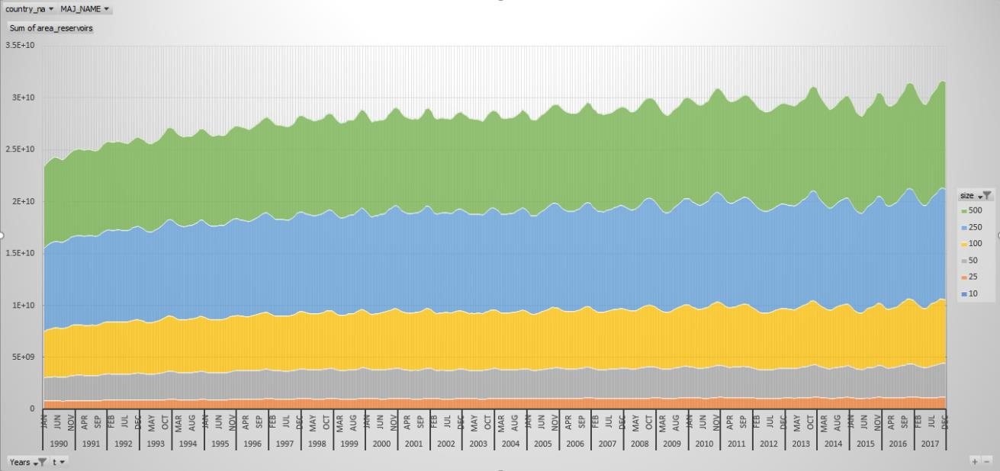 country_na MAJ_NAME
Sum of area_reservoirs
3.5E+10
3E+10
2.5E+10
2E+10
1.5E+10
1E+10
5E+09
0
size
500
250
100
50
25
10
JAN JUN NOV APR SEP FEB JUL DEC MAY OCT MAR AUG JAN JUN NOV APR SEP FEB JUL DEC MAY OCT MAR AUG JAN JUN NOV APR SEP FEB JUL DEC MAY OCT MAR AUG JAN JUN NOV APR SEP FEB JUL DEC MAY OCT MAR AUG JAN JUN NOV APR SEP FEB JUL DEC MAY OCT MAR AUG JAN JUN NOV APR SEP FEB JUL DEC
1990 1991 1992 1993 1994 1995 1996 1997 1998 1999 2000 2001 2002 2003 2004 2005 2006 2007 2008 2009 2010 2011 2012 2013 2014 2015 2016 2017
Years t
+ −